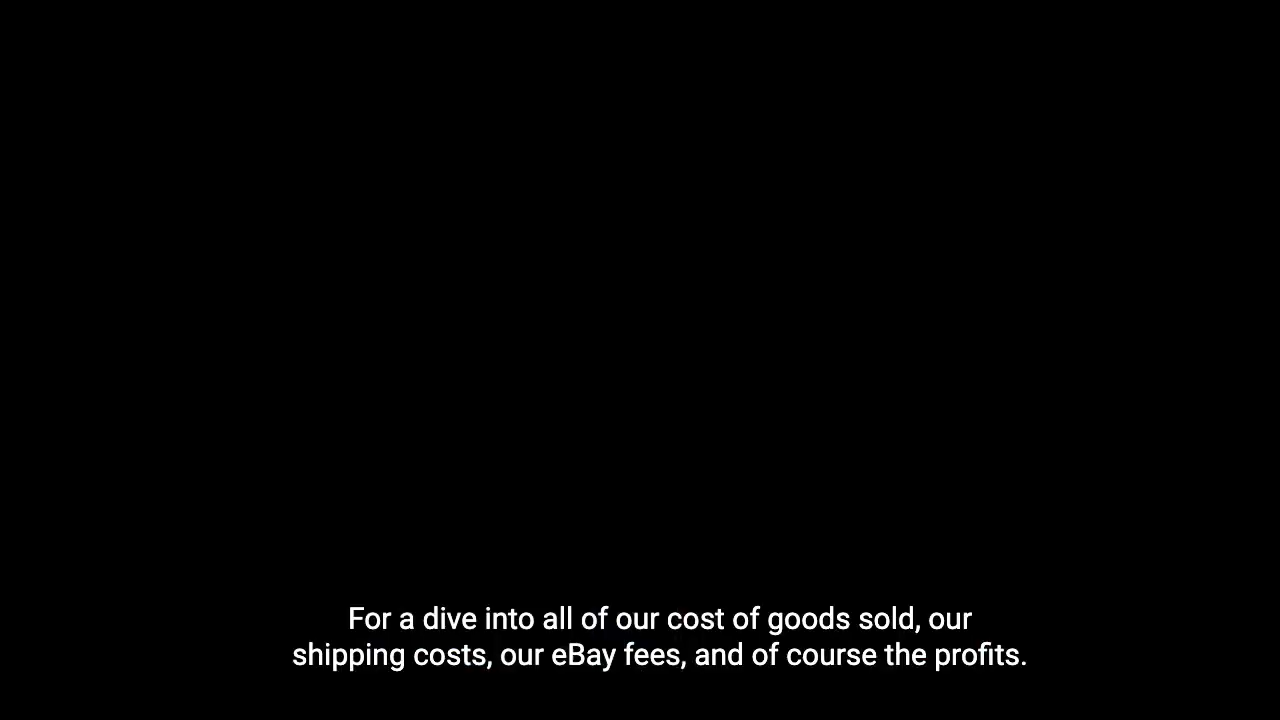 For a dive into all of our cost of goods sold, our
shipping costs, our eBay fees, and of course the profits.